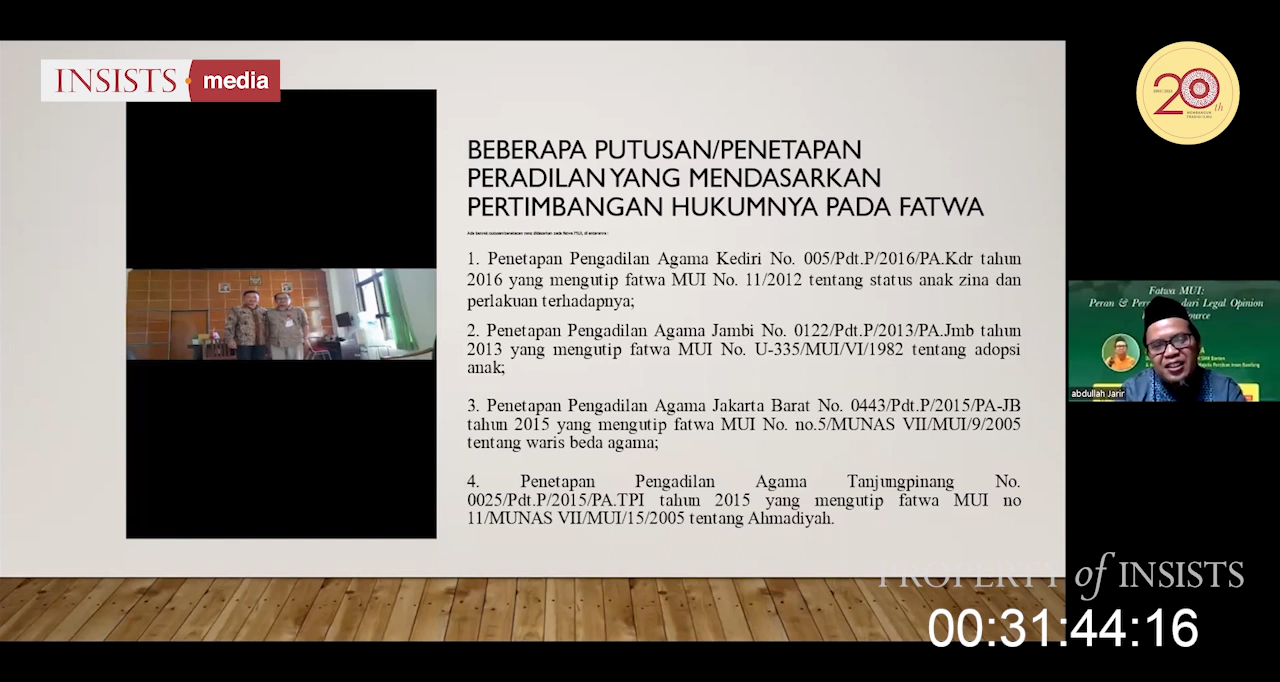 INSISTS media
20th
BEBERAPA PUTUSAN/PENETAPAN
PERADILAN YANG MENDASARKAN
PERTIMBANGAN HUKUMNYA PADA FATWA
1. Penetapan Pengadilan Agama Kediri No. 005/Pdt.P/2016/PA.Kdr tahun
2016 yang mengutip fatwa MUI No. 11/2012 tentang status anak zina dan
perlakuan terhadapnya;
2. Penetapan Pengadilan Agama Jambi No. 0122/Pdt.P/2013/PA.Jmb tahun
2013 yang mengutip fatwa MUI No. U-335/MUI/VI/1982 tentang adopsi
anak;
3. Penetapan Pengadilan Agama Jakarta Barat No. 0443/Pdt.P/2015/PA-JB
tahun 2015 yang mengutip fatwa MUI No. no.5/MUNAS VII/MUI/9/2005
tentang waris beda agama;
4. Penetapan Pengadilan Agama Tanjungpinang No.
0025/Pdt.P/2015/PA.TPI tahun 2015 yang mengutip fatwa MUI no
11/MUNAS VII/MUI/15/2005 tentang Ahmadiyah.
Fatwa MUI:
Peran & dari Legal Opinion
abdullah Jarir
PROPERTY of INSISTS
00:31:44:16